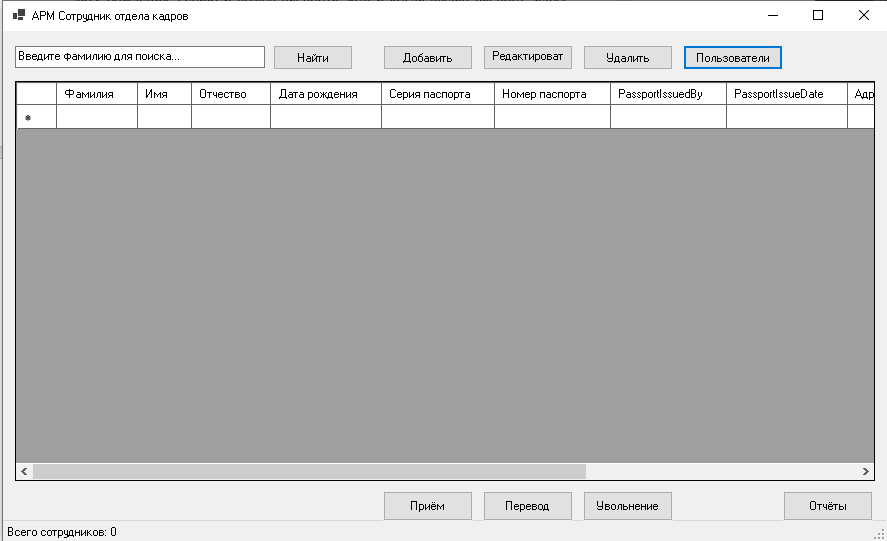 АРМ Сотрудник отдела кадров
Введите фамилию для поиска... Найти Добавить Редактироват Удалить Пользователи
Фамилия Имя Отчество Дата рождения Серия паспорта Номер паспорта PassportIssuedBy PassportIssueDate Адр
*
Приём Перевод Увольнение Отчёты
Всего сотрудников: 0